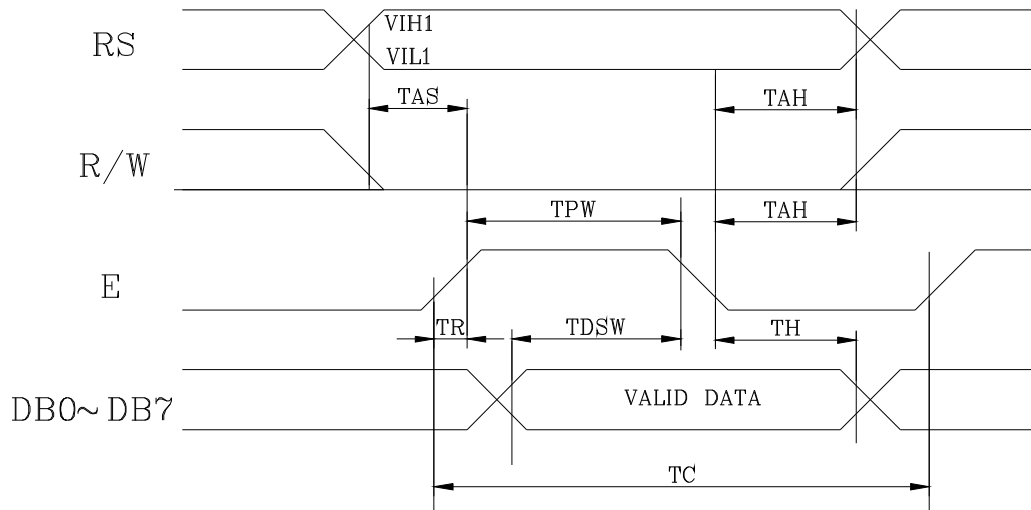 RS
VIH1
VIL1
TAS
TAH
R/W
TPW
TAH
E
TR
TDSW
TH
DB0~DB7
VALID DATA
TC